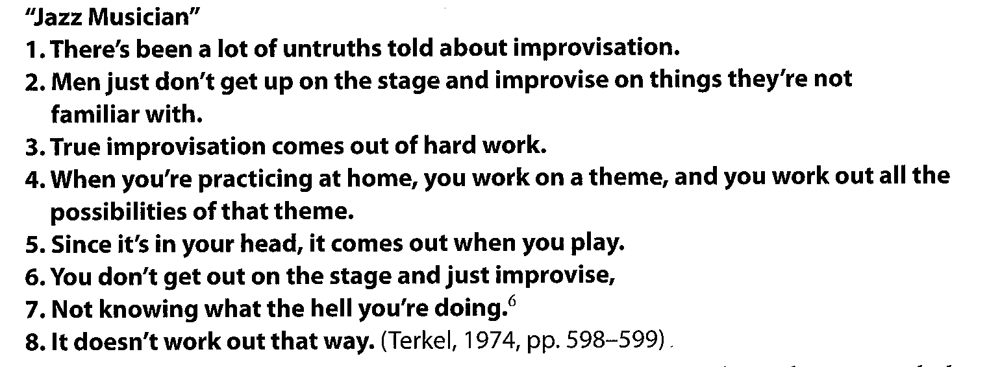 “Jazz Musician”
1. There’s been a lot of untruths told about improvisation.
2. Men just don’t get up on the stage and improvise on things they’re not
familiar with.
3. True improvisation comes out of hard work.
4. When you’re practicing at home, you work on a theme, and you work out all the
possibilities of that theme.
5. Since it’s in your head, it comes out when you play.
6. You don’t get out on the stage and just improvise,
7. Not knowing what the hell you’re doing.⁶
8. It doesn’t work out that way. (Terkel, 1974, pp. 598–599)